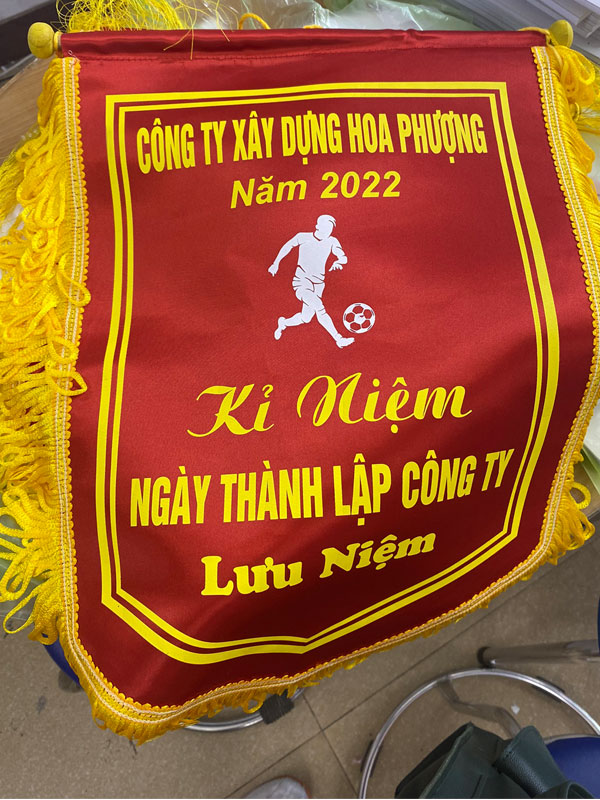 CÔNG TY XÂY DỰNG HOA PHƯỢNG
Năm 2022
Kỉ Niệm
NGÀY THÀNH LẬP CÔNG TY
Lưu Niệm